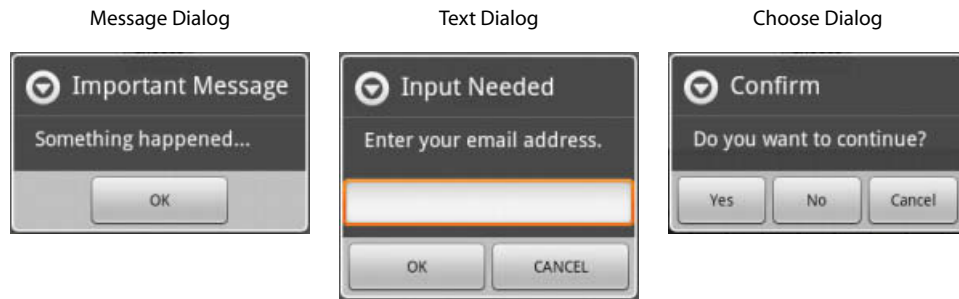 Message Dialog
Important Message
Something happened...
OK
Text Dialog
Input Needed
Enter your email address.
OK CANCEL
Choose Dialog
Confirm
Do you want to continue?
Yes No Cancel